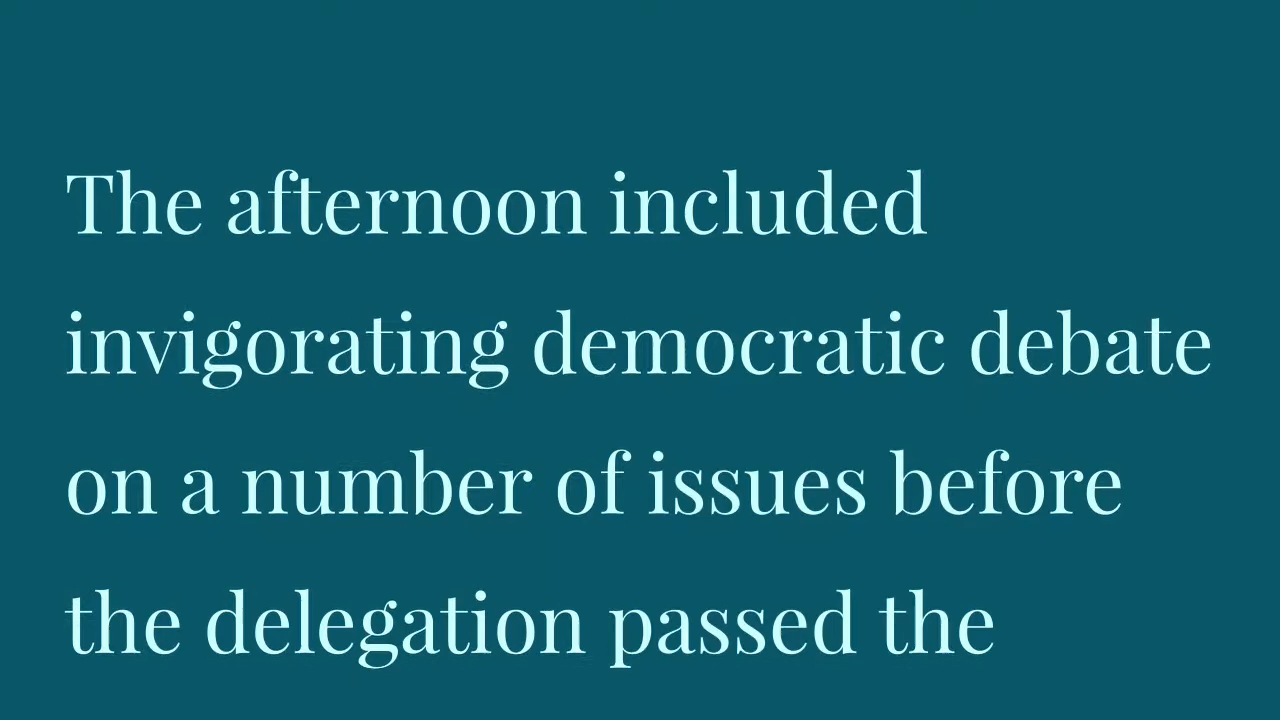 The afternoon included
invigorating democratic debate
on a number of issues before
the delegation passed the